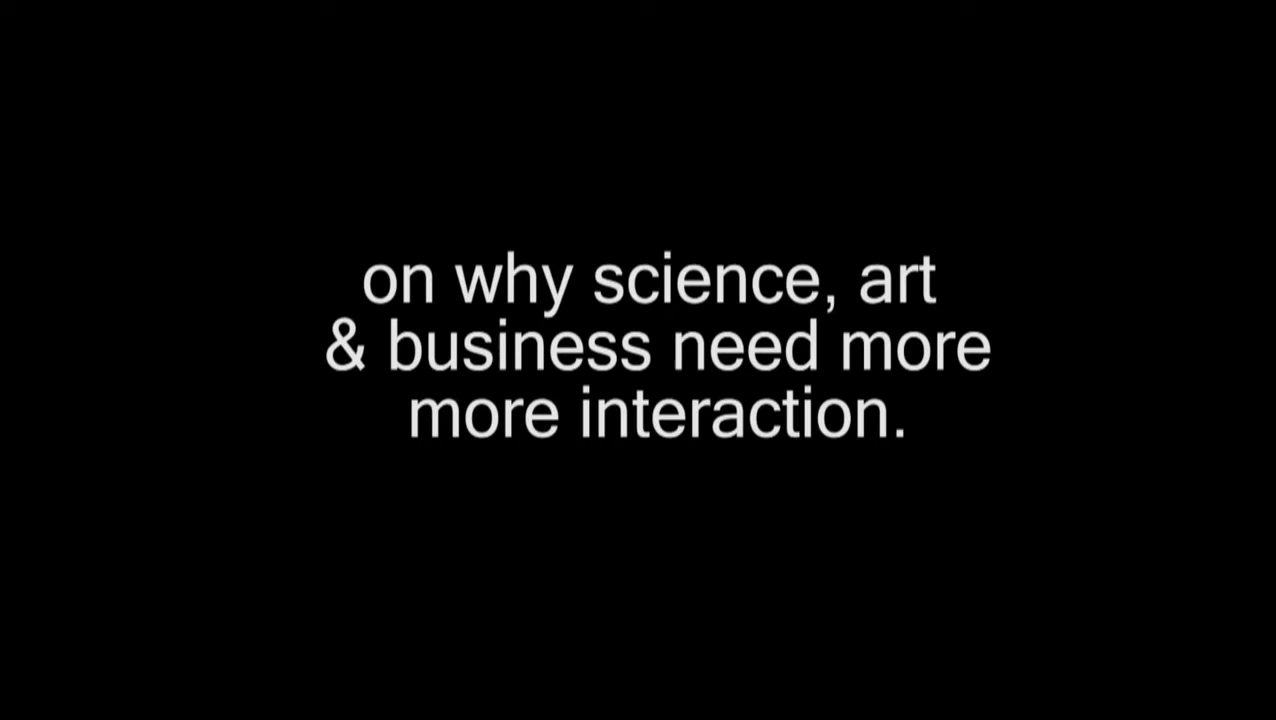 on why science, art
& business need more
more interaction.